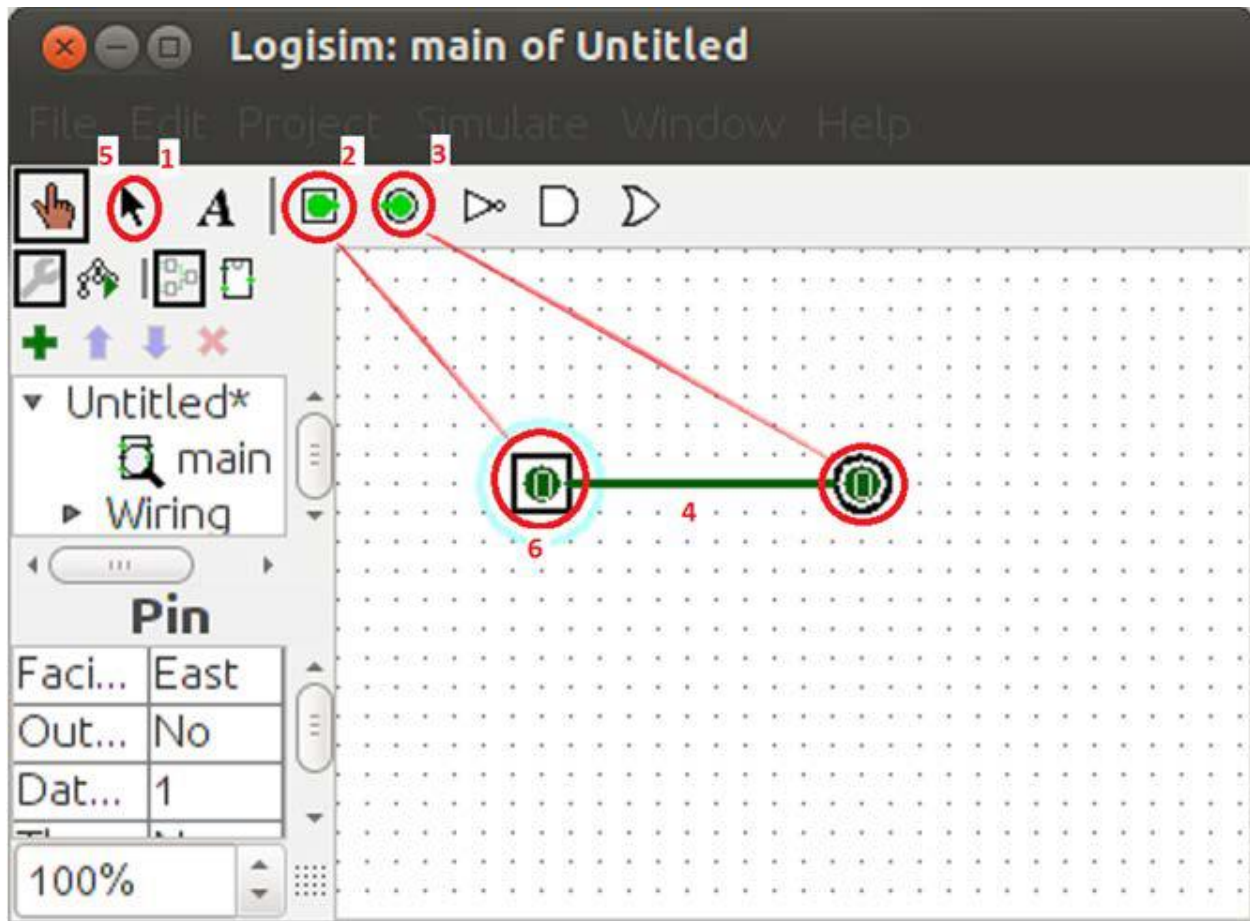 Logisim: main of Untitled
File Edit Project Simulate Window Help
5 1 2 3
A
Untitled*
main
Wiring
4
6
Pin
Faci... East
Out... No
Dat... 1
100%